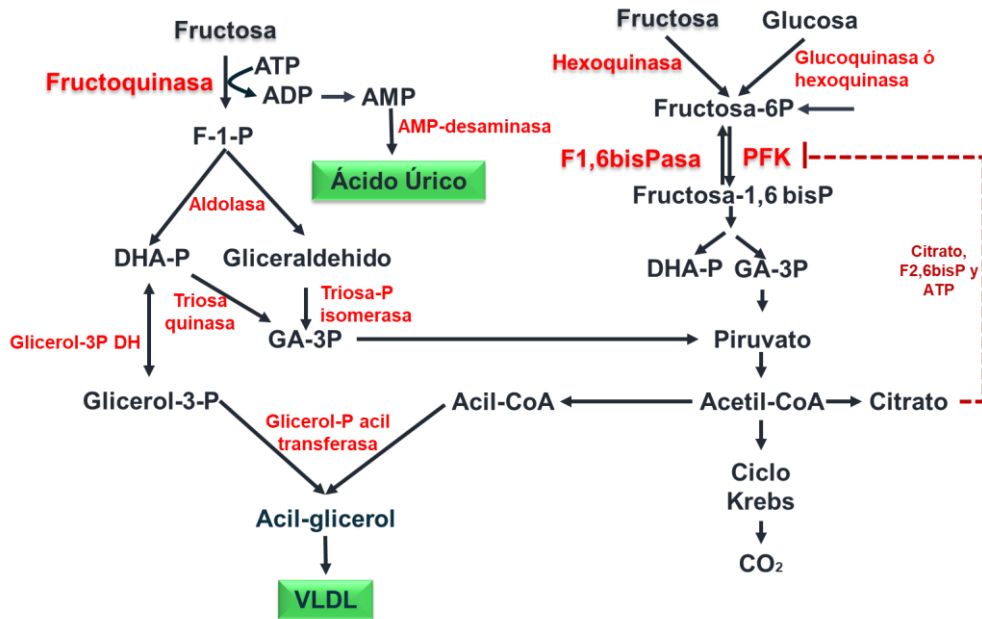 Fructosa
Fructoquinasa
ATP
ADP
AMP
AMP-desaminasa
F-1-P
Ácido Úrico
Aldolasa
DHA-P
Gliceraldehido
Triosa
quinasa
Triosa-P
isomerasa
Glicerol-3P DH
GA-3P
Glicerol-3-P
Glicerol-P acil
transferasa
Acil-CoA
Acil-glicerol
VLDL
Fructosa
Glucosa
Hexoquinasa
Glucoquinasa ó
hexoquinasa
Fructosa-6P
F1,6bisPasa
PFK
Fructosa-1,6 bisP
DHA-P
GA-3P
Citrato,
F2,6bisP y
ATP
Piruvato
Acetil-CoA
Citrato
Ciclo
Krebs
CO₂